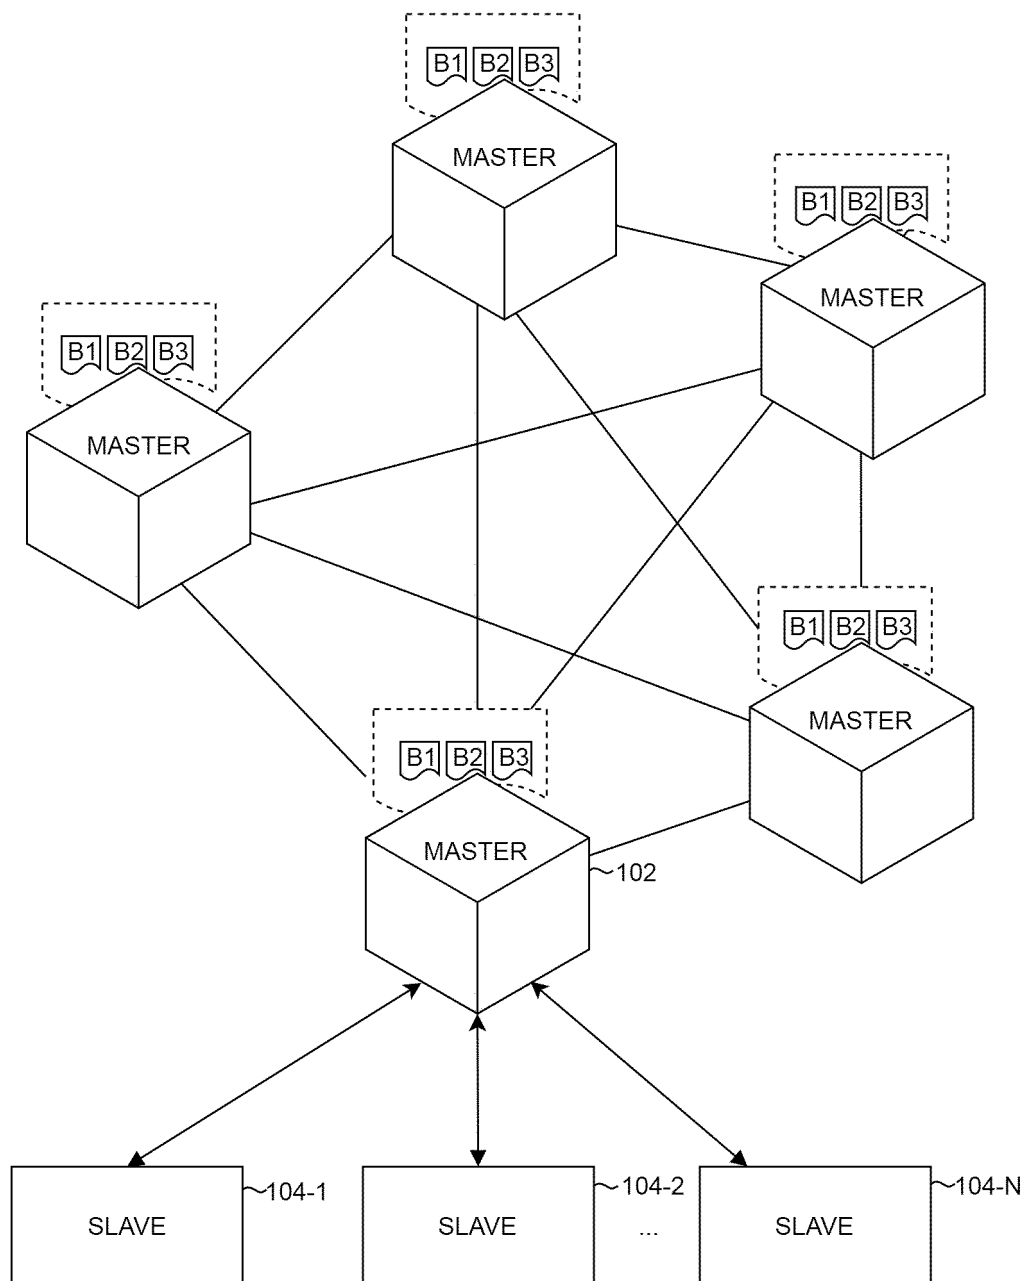 B1 B2 B3
MASTER
B1 B2 B3
MASTER
B1 B2 B3
MASTER
B1 B2 B3
MASTER
B1 B2 B3
MASTER
102
104-1
SLAVE
104-2
SLAVE
...
104-N
SLAVE